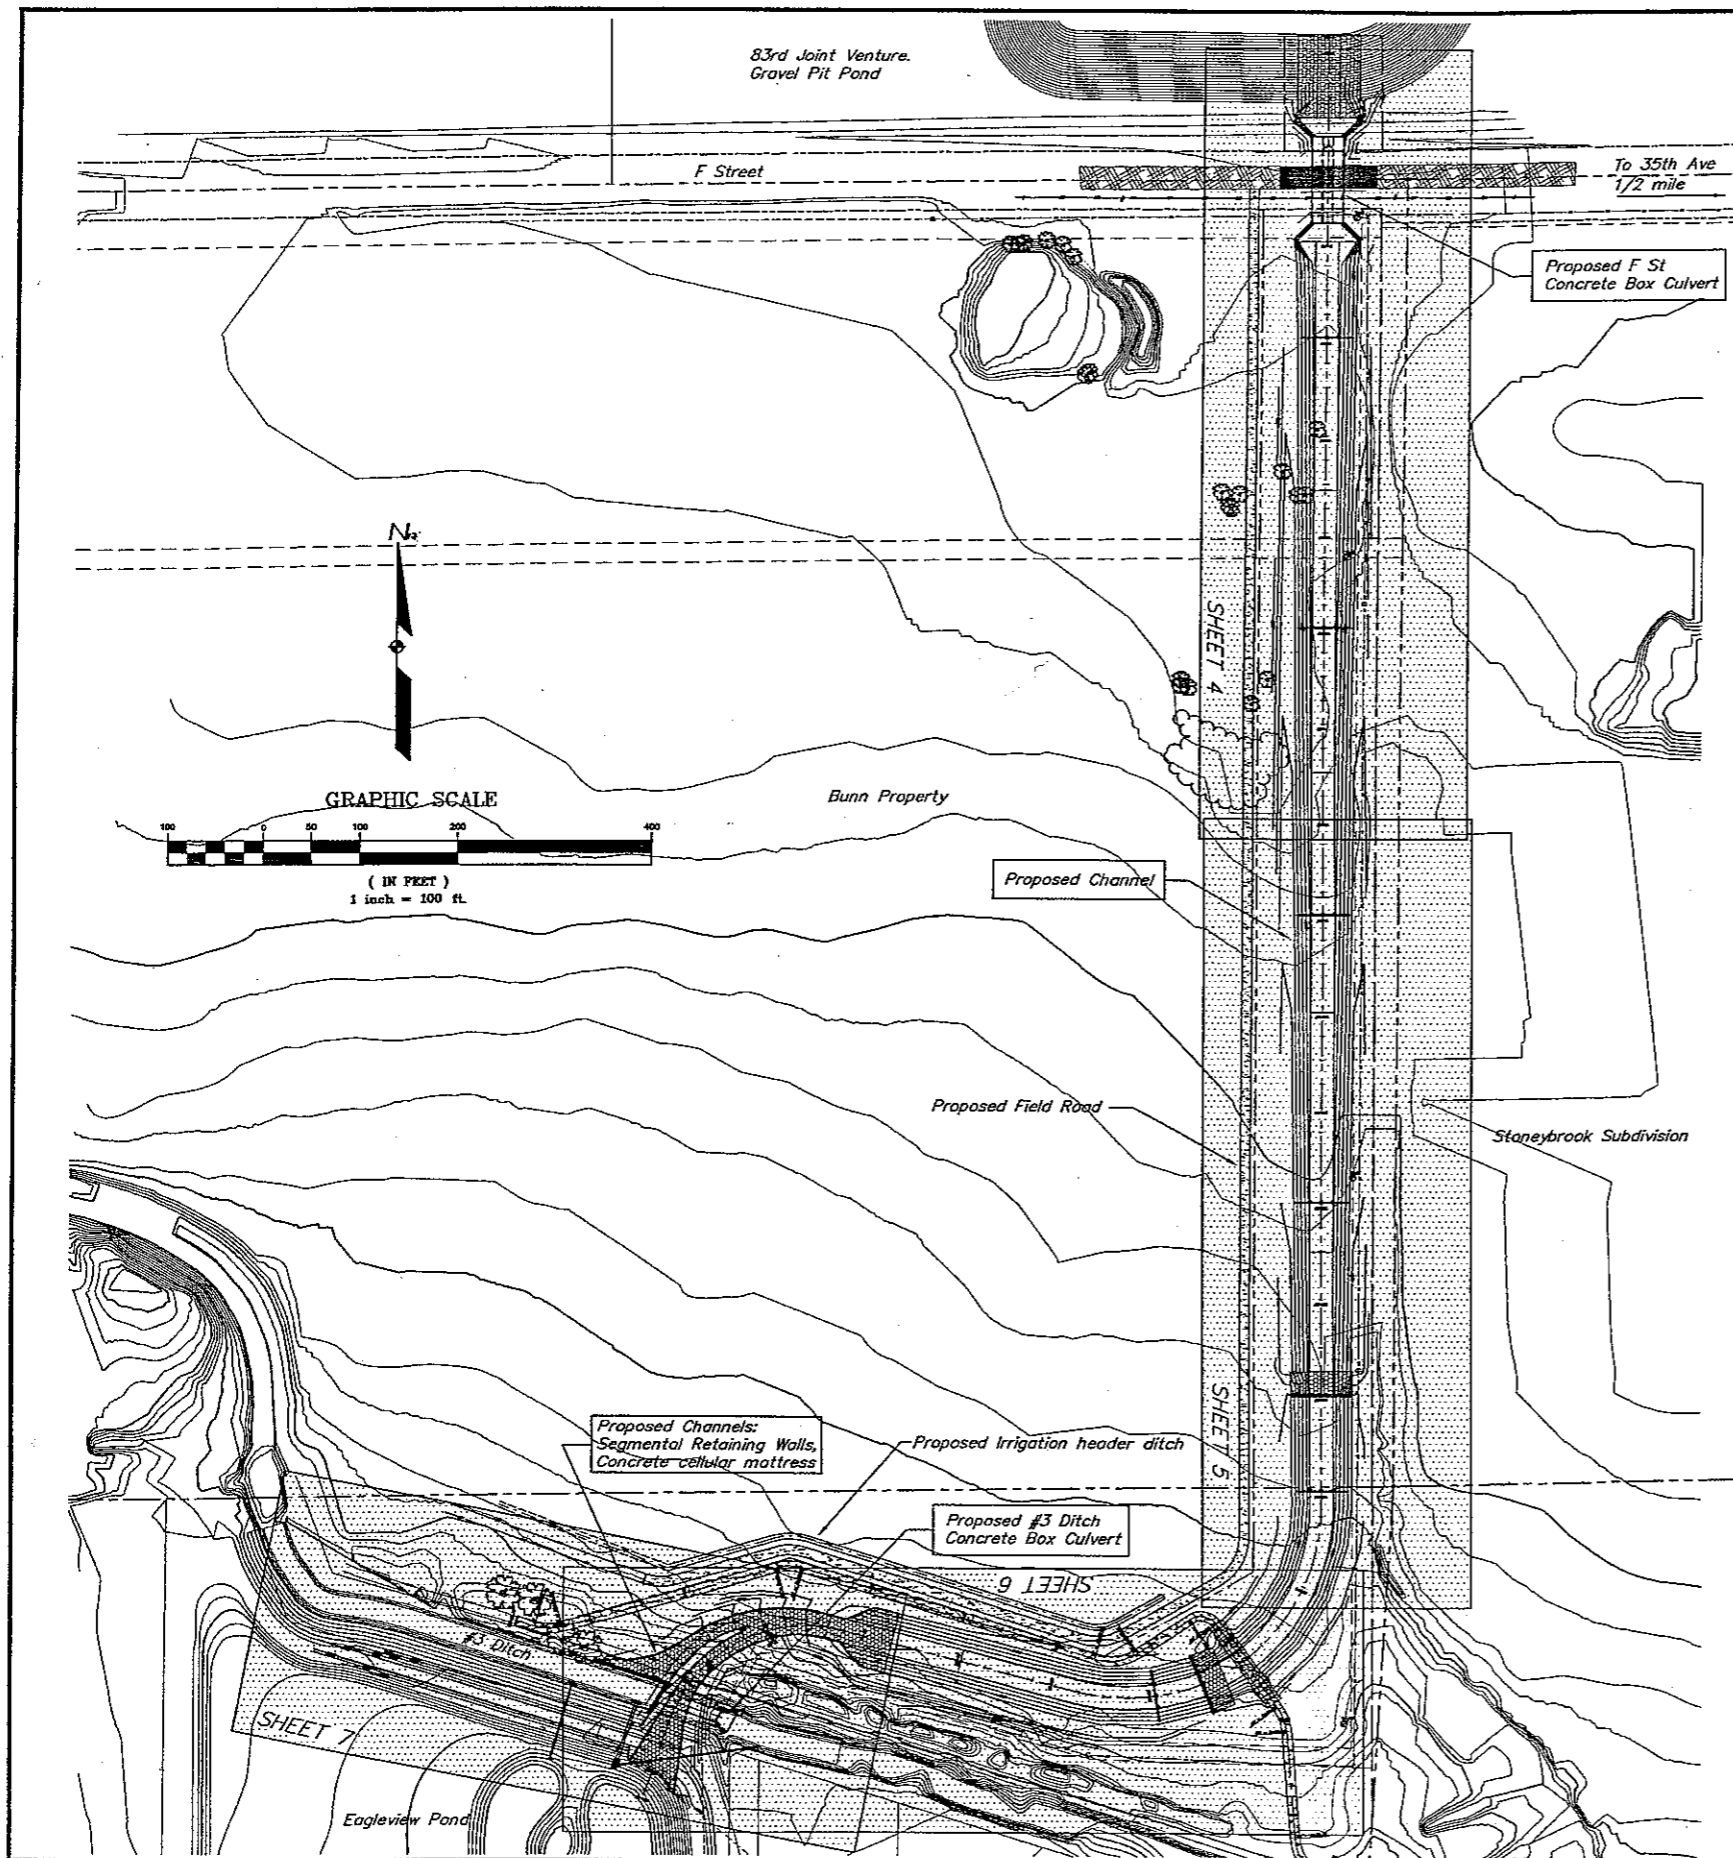 83rd Joint Venture.
Gravel Pit Pond
F Street
To 35th Ave
1/2 mile
Proposed F St
Concrete Box Culvert
N
SHEET 4
GRAPHIC SCALE
100 0 50 100 200 400
( IN FEET )
1 inch = 100 ft.
Bunn Property
Proposed Channel
Proposed Field Road
Stoneybrook Subdivision
SHEET 5
Proposed Channels:
Segmental Retaining Walls,
Concrete cellular mattress
Proposed Irrigation header ditch
Proposed #3 Ditch
Concrete Box Culvert
SHEET 6
#3 Ditch
SHEET 7
Eagleview Pond